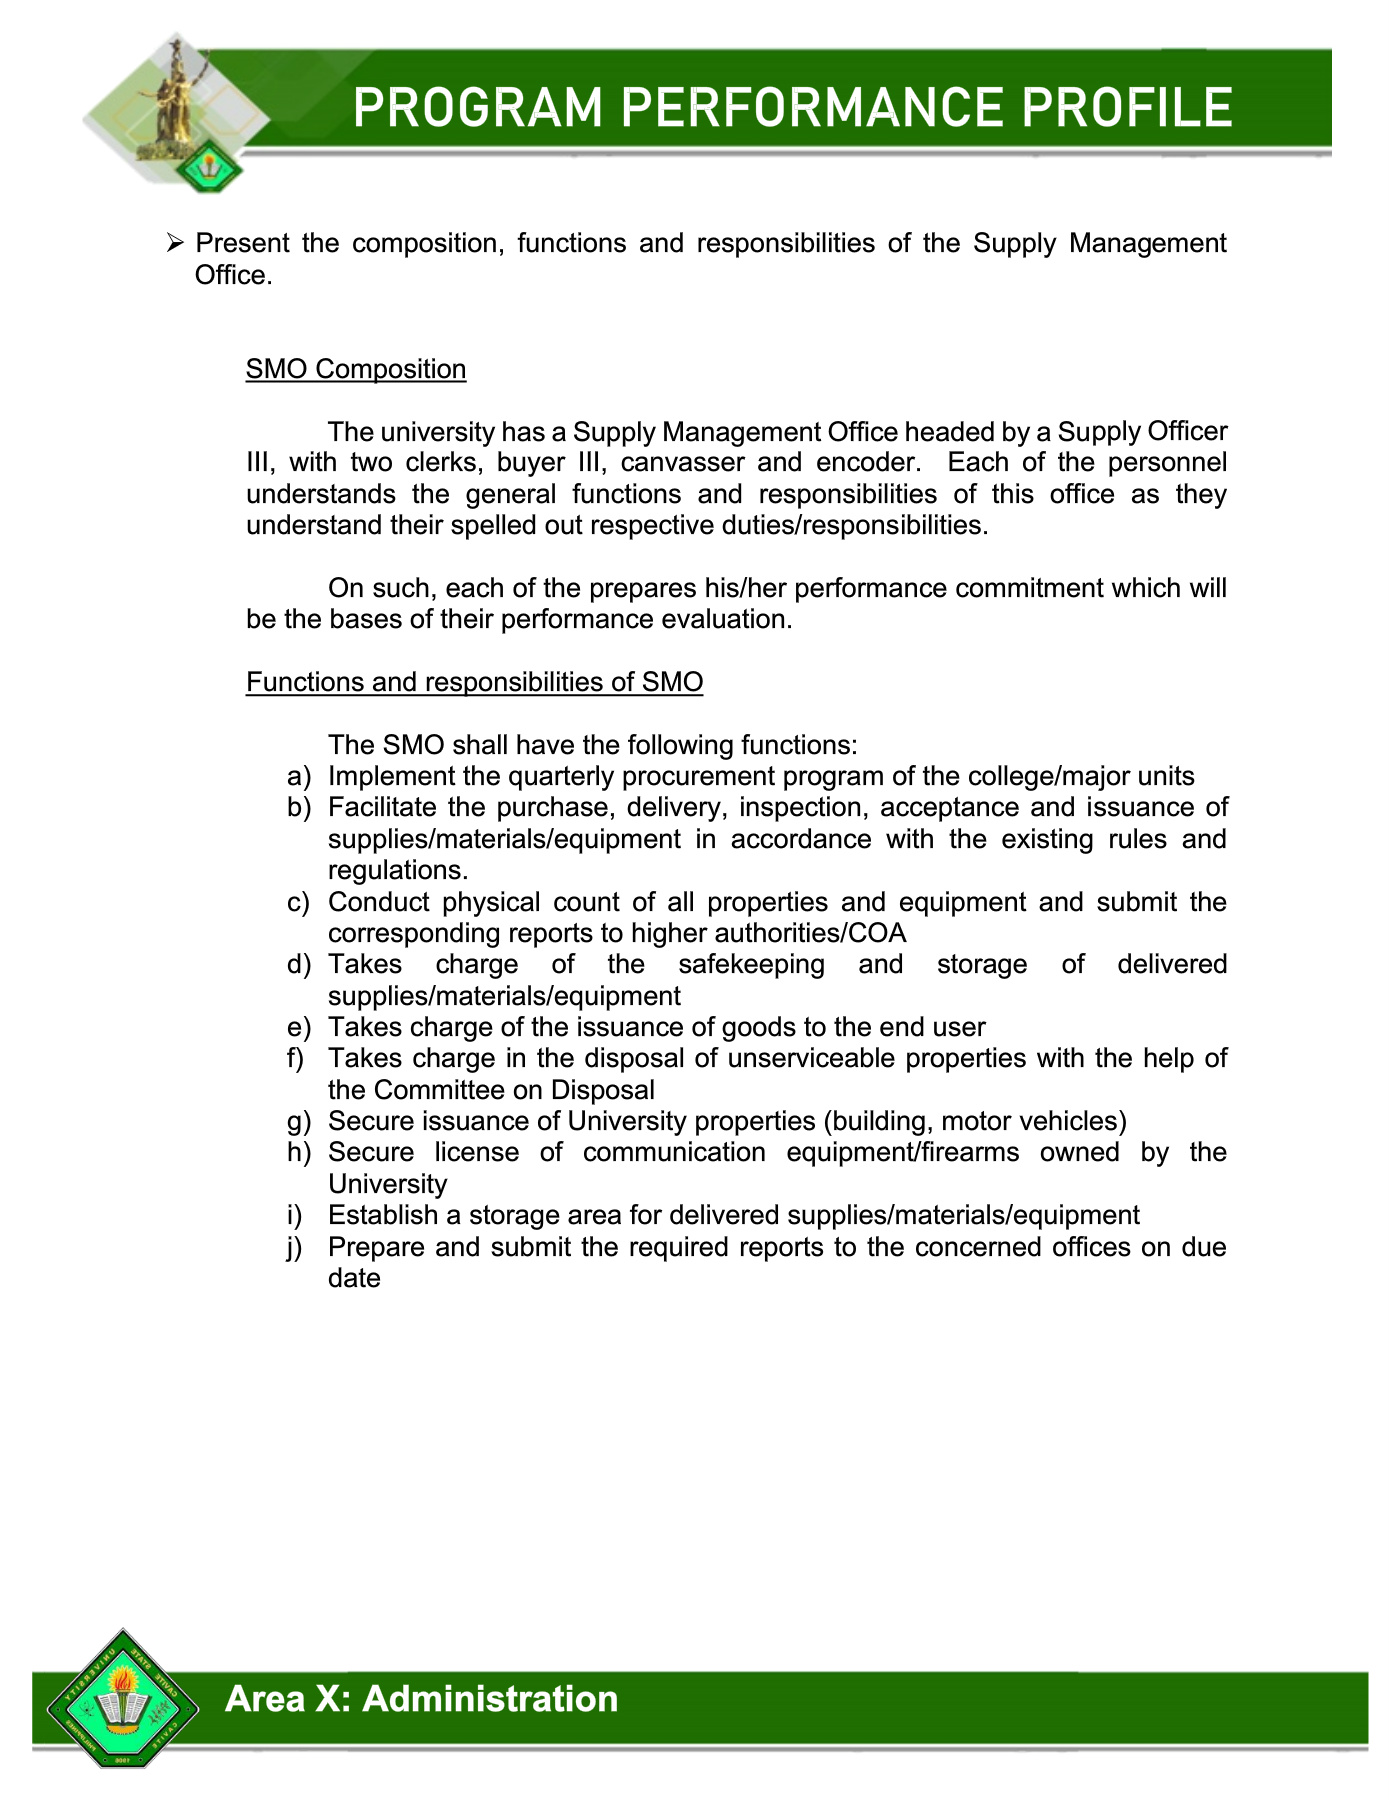 PROGRAM PERFORMANCE PROFILE
➢ Present the composition, functions and responsibilities of the Supply Management
Office.
SMO Composition
The university has a Supply Management Office headed by a Supply Officer
III, with two clerks, buyer III, canvasser and encoder.  Each of the personnel
understands the general functions and responsibilities of this office as they
understand their spelled out respective duties/responsibilities.
On such, each of the prepares his/her performance commitment which will
be the bases of their performance evaluation.
Functions and responsibilities of SMO
The SMO shall have the following functions:
a) Implement the quarterly procurement program of the college/major units
b) Facilitate the purchase, delivery, inspection, acceptance and issuance of
supplies/materials/equipment in accordance with the existing rules and
regulations.
c) Conduct physical count of all properties and equipment and submit the
corresponding reports to higher authorities/COA
d) Takes charge of the safekeeping and storage of delivered
supplies/materials/equipment
e) Takes charge of the issuance of goods to the end user
f) Takes charge in the disposal of unserviceable properties with the help of
the Committee on Disposal
g) Secure issuance of University properties (building, motor vehicles)
h) Secure license of communication equipment/firearms owned by the
University
i) Establish a storage area for delivered supplies/materials/equipment
j) Prepare and submit the required reports to the concerned offices on due
date
CAVITE STATE UNIVERSITY
CAVITE
PHILIPPINES
Area X: Administration